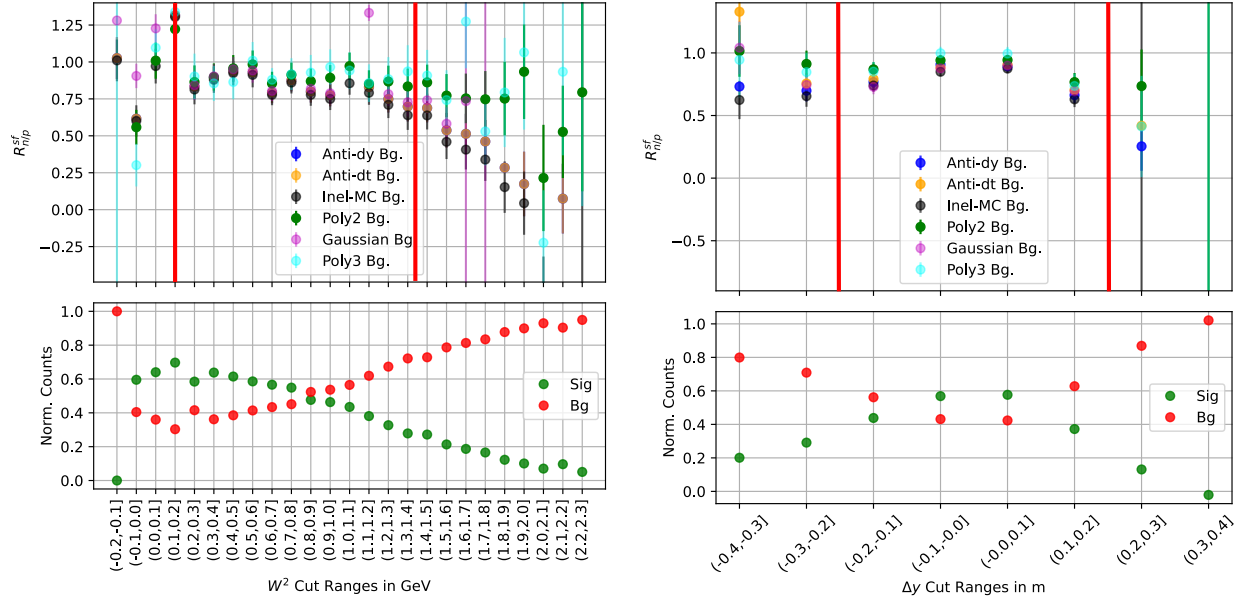 1.25
1.00
0.75
0.50
0.25
0.00
−0.25
R^{sf}_{n/p}
Anti-dy Bg.
Anti-dt Bg.
Inel-MC Bg.
Poly2 Bg.
Gaussian Bg.
Poly3 Bg.
1.0
0.8
0.6
0.4
0.2
0.0
Norm. Counts
Sig
Bg
(-0.2,-0.1]
(-0.1,0.0]
(0.0,0.1]
(0.1,0.2]
(0.2,0.3]
(0.3,0.4]
(0.4,0.5]
(0.5,0.6]
(0.6,0.7]
(0.7,0.8]
(0.8,0.9]
(0.9,1.0]
(1.0,1.1]
(1.1,1.2]
(1.2,1.3]
(1.3,1.4]
(1.4,1.5]
(1.5,1.6]
(1.6,1.7]
(1.7,1.8]
(1.8,1.9]
(1.9,2.0]
(2.0,2.1]
(2.1,2.2]
(2.2,2.3]
W² Cut Ranges in GeV
1.0
0.5
0.0
−0.5
R^{sf}_{n/p}
Anti-dy Bg.
Anti-dt Bg.
Inel-MC Bg.
Poly2 Bg.
Gaussian Bg.
Poly3 Bg.
1.0
0.8
0.6
0.4
0.2
0.0
Norm. Counts
Sig
Bg
(-0.4,-0.3]
(-0.3,-0.2]
(-0.2,-0.1]
(-0.1,-0.0]
(-0.0,0.1]
(0.1,0.2]
(0.2,0.3]
(0.3,0.4]
Δy Cut Ranges in m